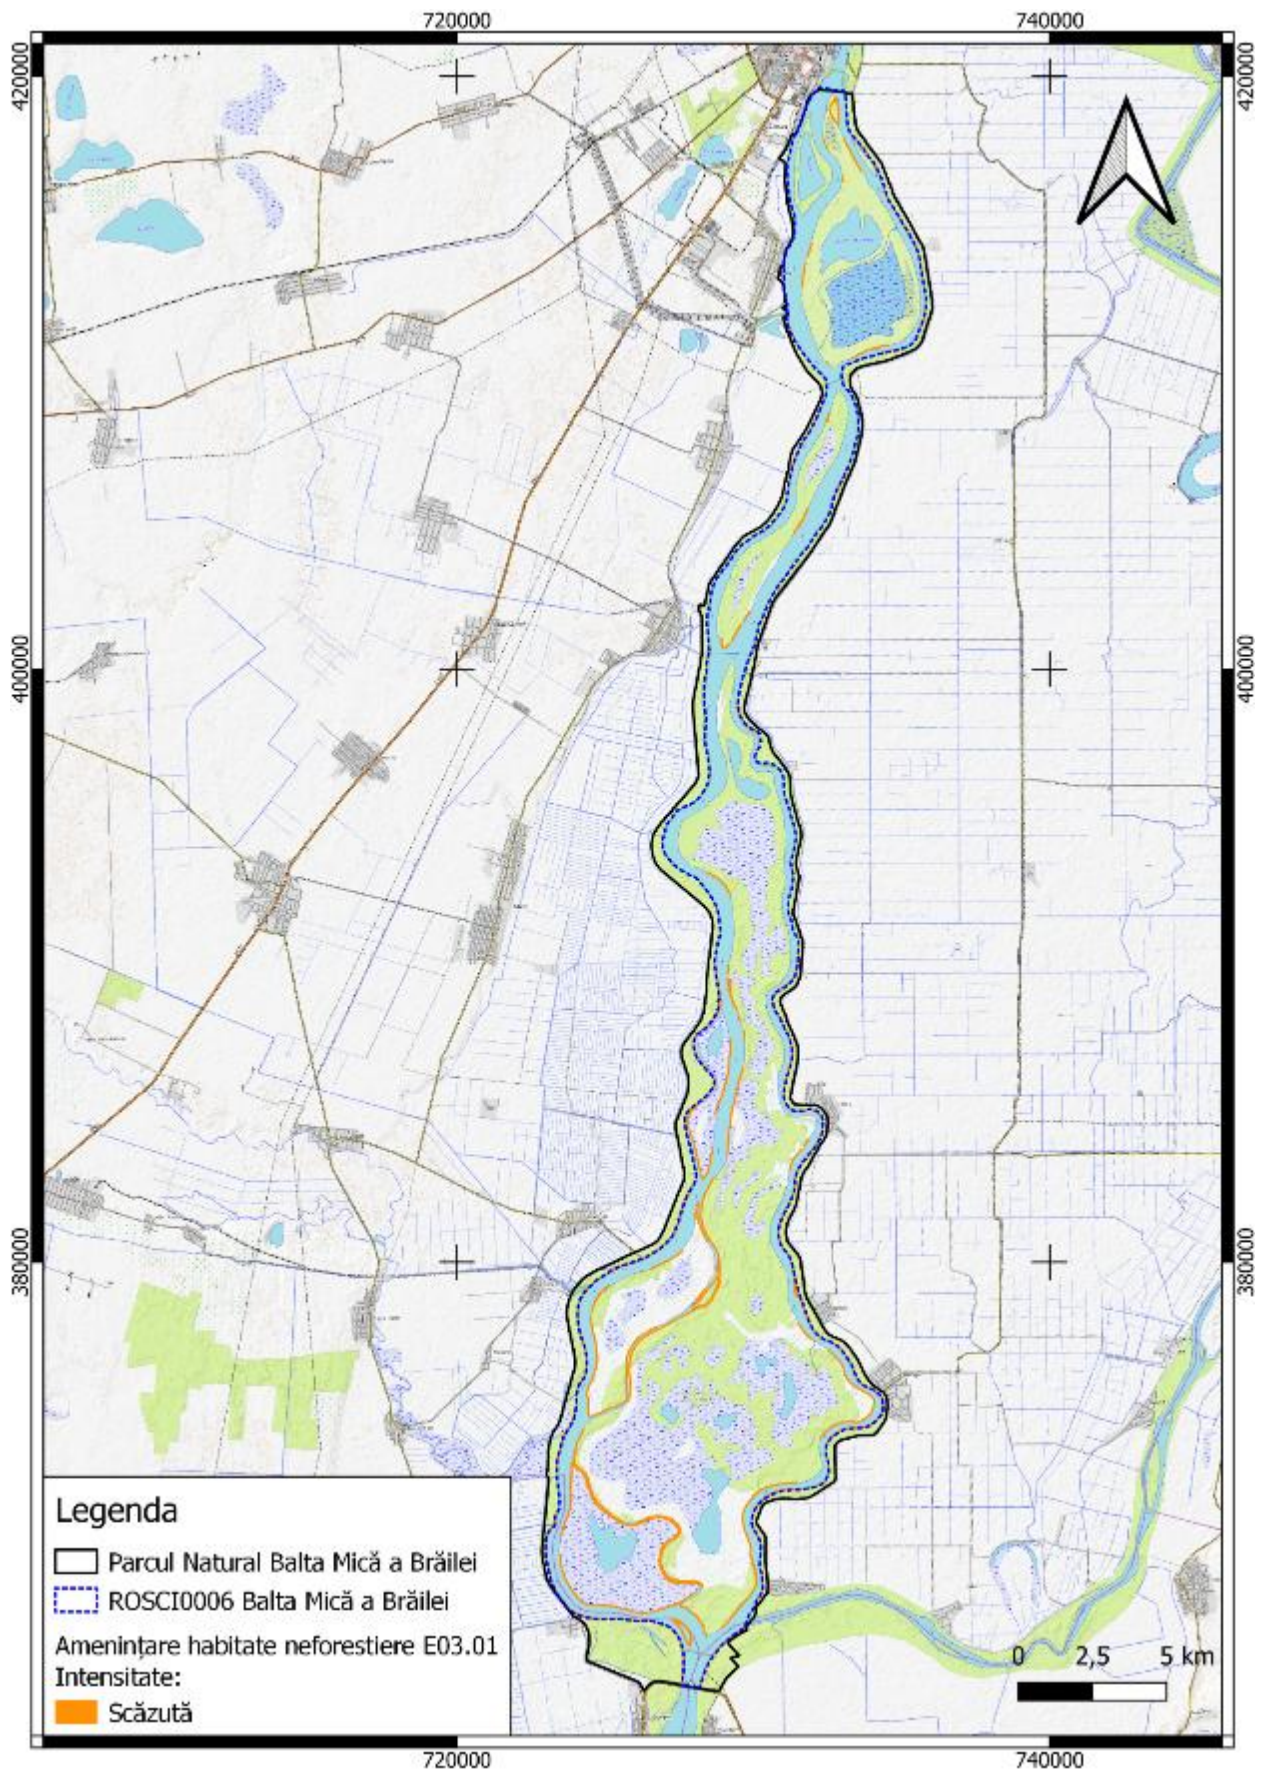 720000 740000
420000 420000
400000 400000
380000 380000
Legenda
Parcul Natural Balta Mică a Brăilei
ROSCI0006 Balta Mică a Brăilei
Amenințare habitate neforestiere E03.01
Intensitate:
Scăzută
0 2,5 5 km
720000 740000